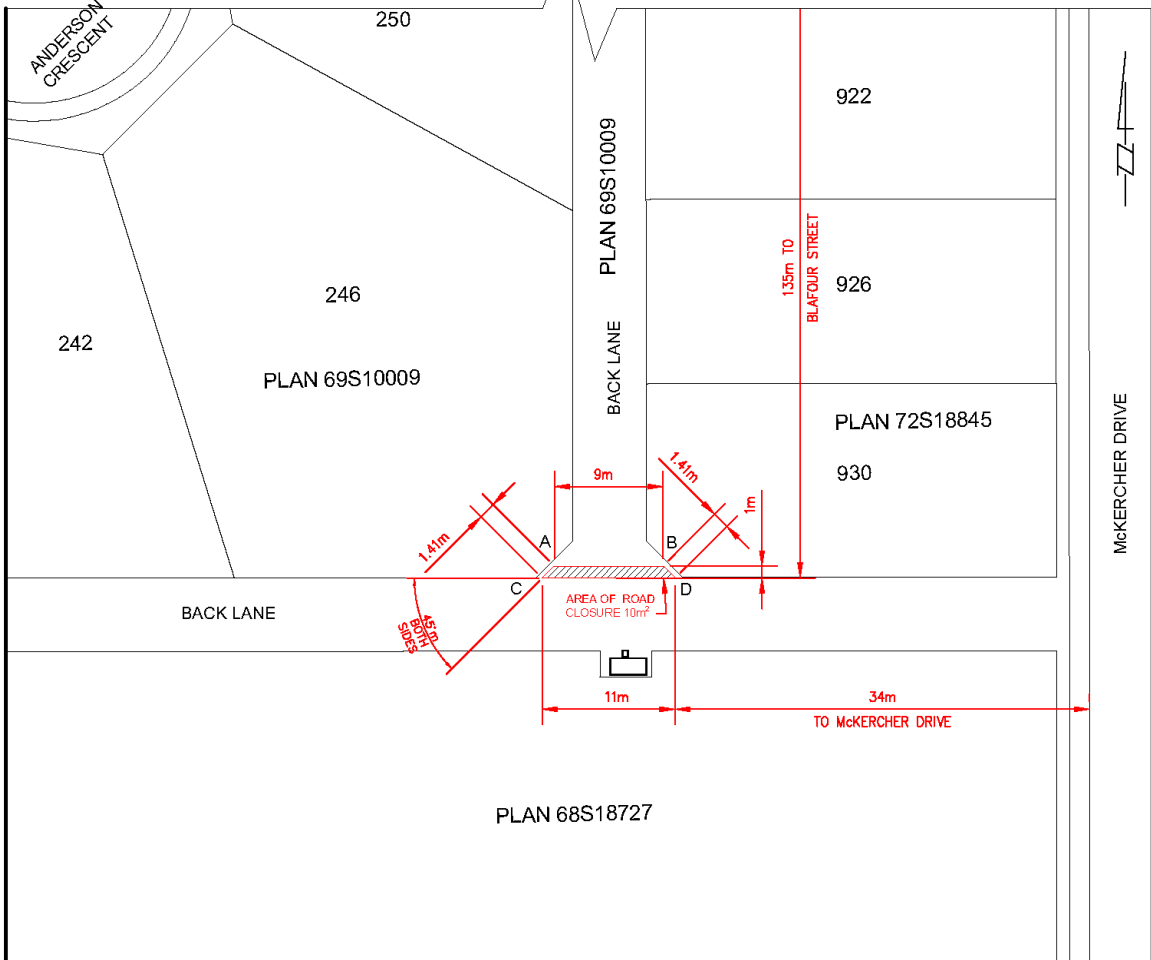 ANDERSON
CRESCENT
250
922
PLAN 69S10009
135m TO
BLAFOUR STREET
926
246
242
PLAN 69S10009
BACK LANE
PLAN 72S18845
930
McKERCHER DRIVE
9m
1.41m
1m
1.41m
A
B
C
D
AREA OF ROAD
CLOSURE 10m²
BACK LANE
45°m
BOTH
SIDES
11m
34m
TO McKERCHER DRIVE
PLAN 68S18727